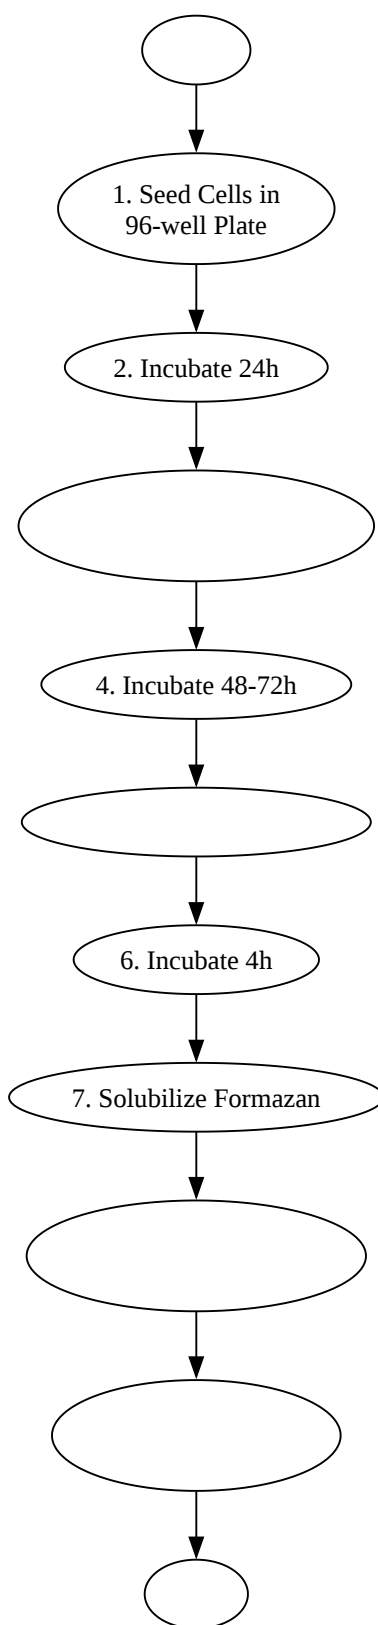 1. Seed Cells in
96-well Plate
2. Incubate 24h
4. Incubate 48-72h
6. Incubate 4h
7. Solubilize Formazan